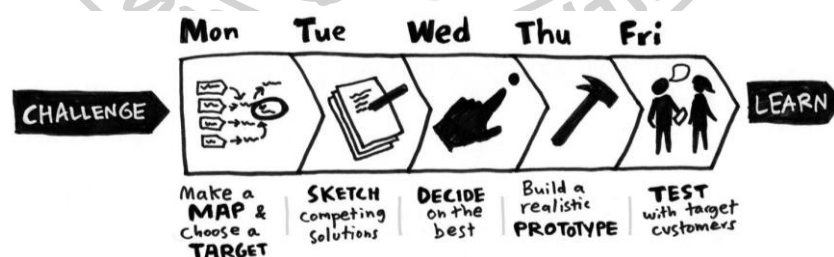 Mon Tue Wed Thu Fri
CHALLENGE
LEARN
Make a
MAP &
choose a
TARGET
SKETCH
competing
solutions
DECIDE
on the
best
Build a
realistic
PROTOTYPE
TEST
with target
customers